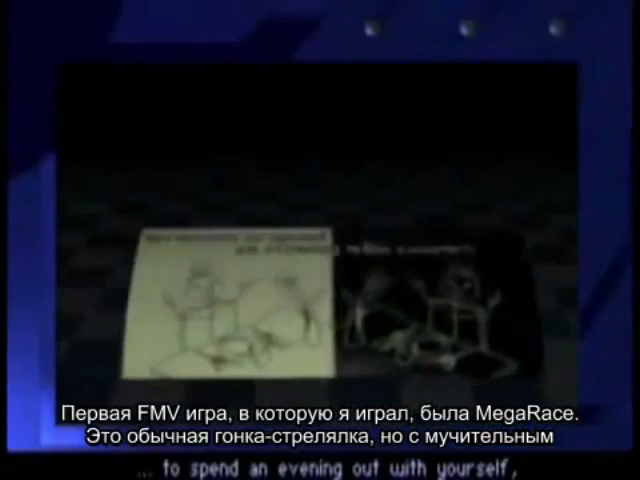 Первая FMV игра, в которую я играл, была MegaRace.
Это обычная гонка-стрелялка, но с мучительным
... to spend an evening out with yourself,